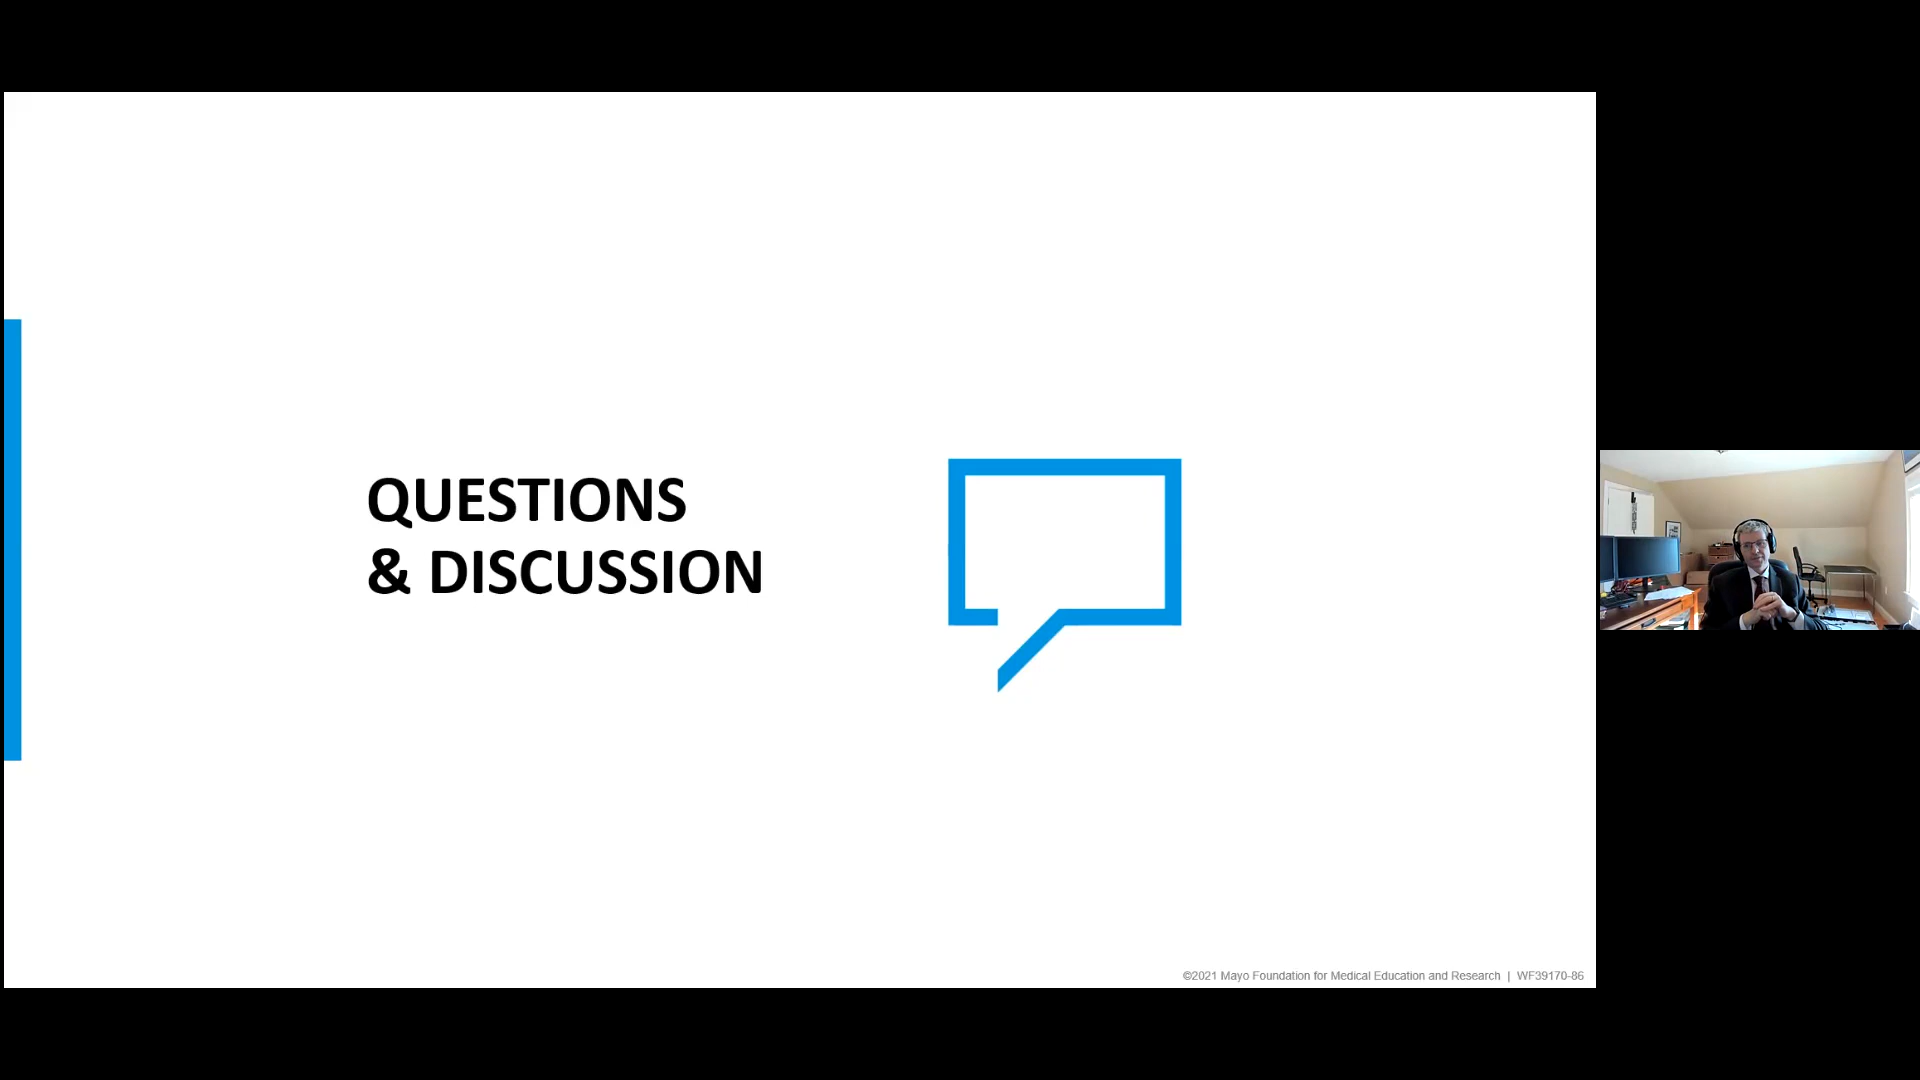 QUESTIONS
& DISCUSSION
©2021 Mayo Foundation for Medical Education and Research | WF39170-86